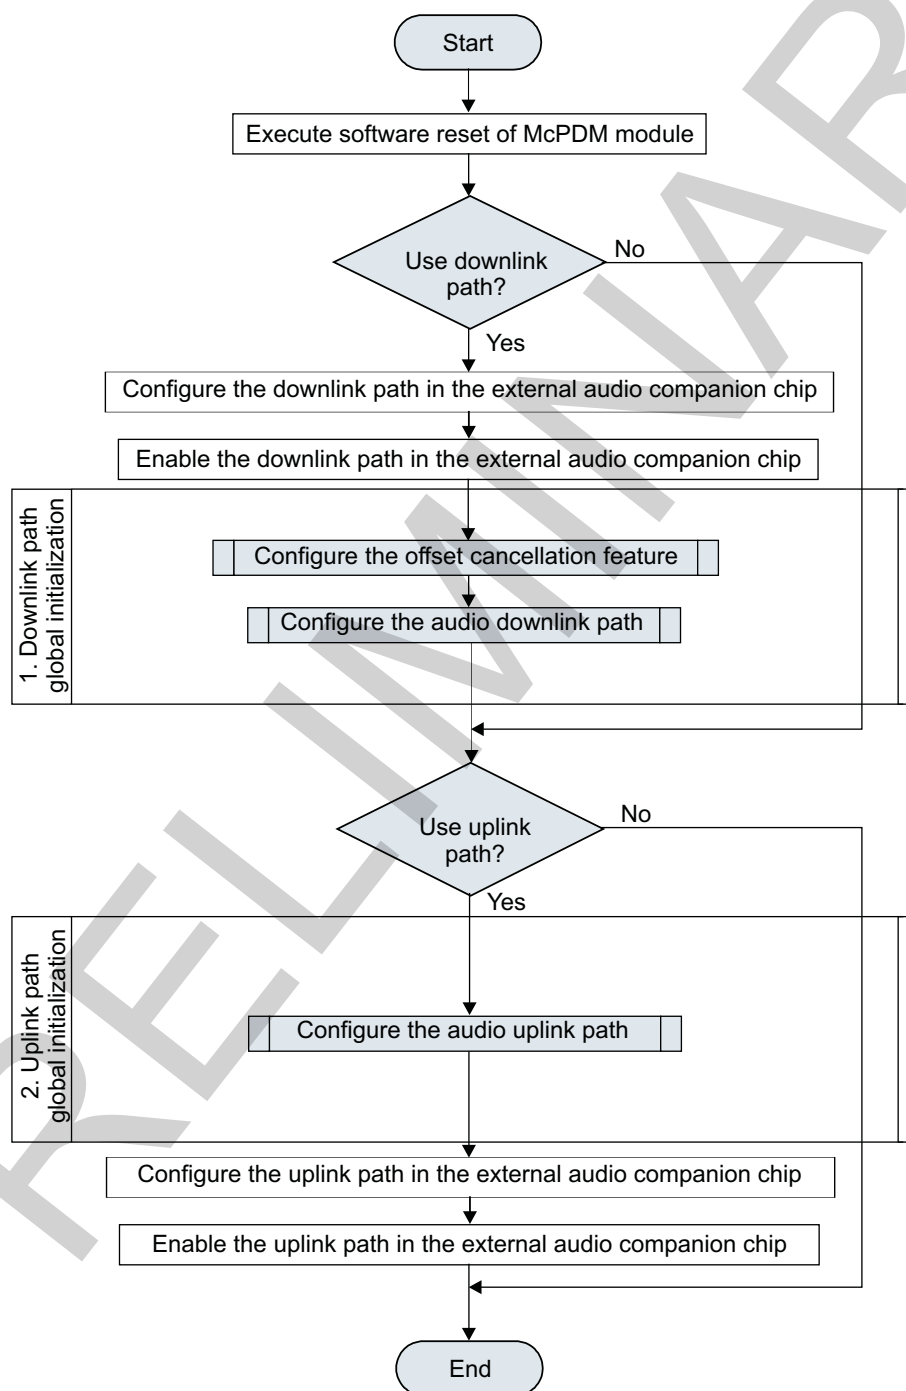 Start
Execute software reset of McPDM module
Use downlink
path?
No
Yes
Configure the downlink path in the external audio companion chip
Enable the downlink path in the external audio companion chip
1. Downlink path
global initialization
Configure the offset cancellation feature
Configure the audio downlink path
Use uplink
path?
No
Yes
2. Uplink path
global initialization
Configure the audio uplink path
Configure the uplink path in the external audio companion chip
Enable the uplink path in the external audio companion chip
End
RELIMINAR